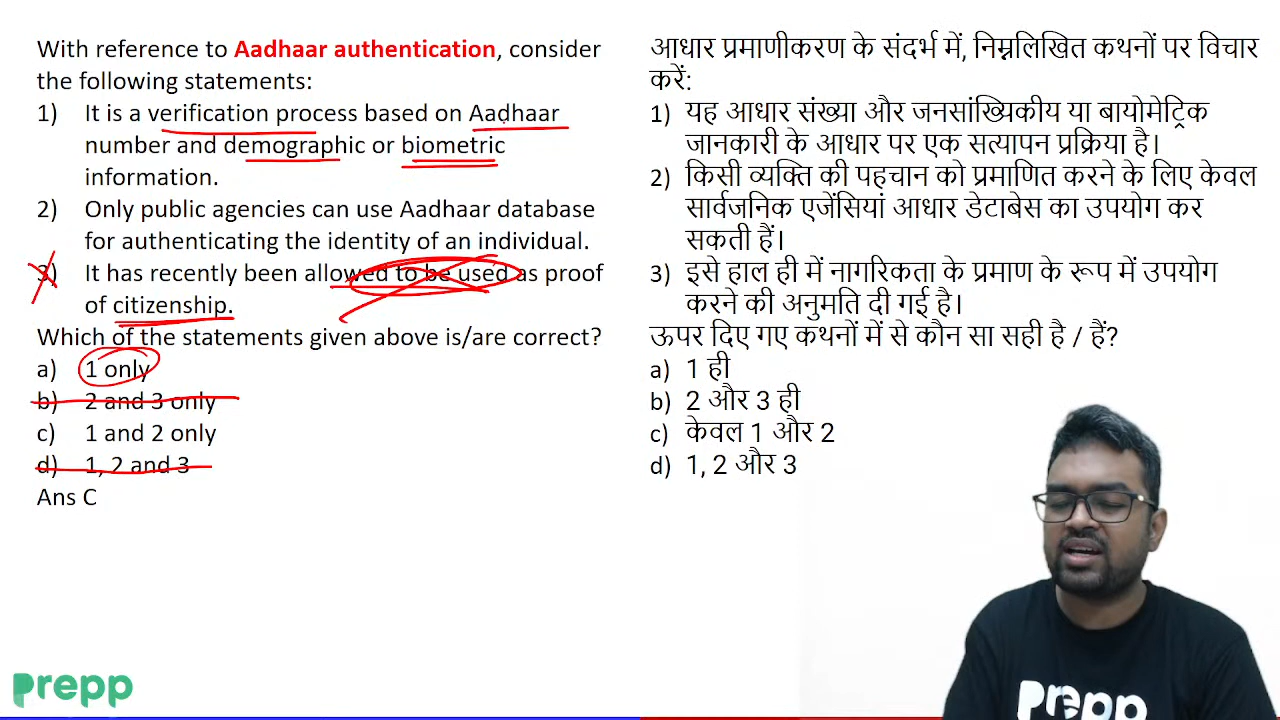 With reference to Aadhaar authentication, consider
the following statements:
1) It is a verification process based on Aadhaar
number and demographic or biometric
information.
2) Only public agencies can use Aadhaar database
for authenticating the identity of an individual.
3) It has recently been allowed to be used as proof
of citizenship.
Which of the statements given above is/are correct?
a) 1 only
b) 2 and 3 only
c) 1 and 2 only
d) 1, 2 and 3
Ans C
आधार प्रमाणीकरण के संदर्भ में, निम्नलिखित कथनों पर विचार
करें:
1) यह आधार संख्या और जनसांख्यिकीय या बायोमेट्रिक
जानकारी के आधार पर एक सत्यापन प्रक्रिया है।
2) किसी व्यक्ति की पहचान को प्रमाणित करने के लिए केवल
सार्वजनिक एजेंसियां आधार डेटाबेस का उपयोग कर
सकती हैं।
3) इसे हाल ही में नागरिकता के प्रमाण के रूप में उपयोग
करने की अनुमति दी गई है।
ऊपर दिए गए कथनों में से कौन सा सही है / हैं?
a) 1 ही
b) 2 और 3 ही
c) केवल 1 और 2
d) 1, 2 और 3
prepp
prepp